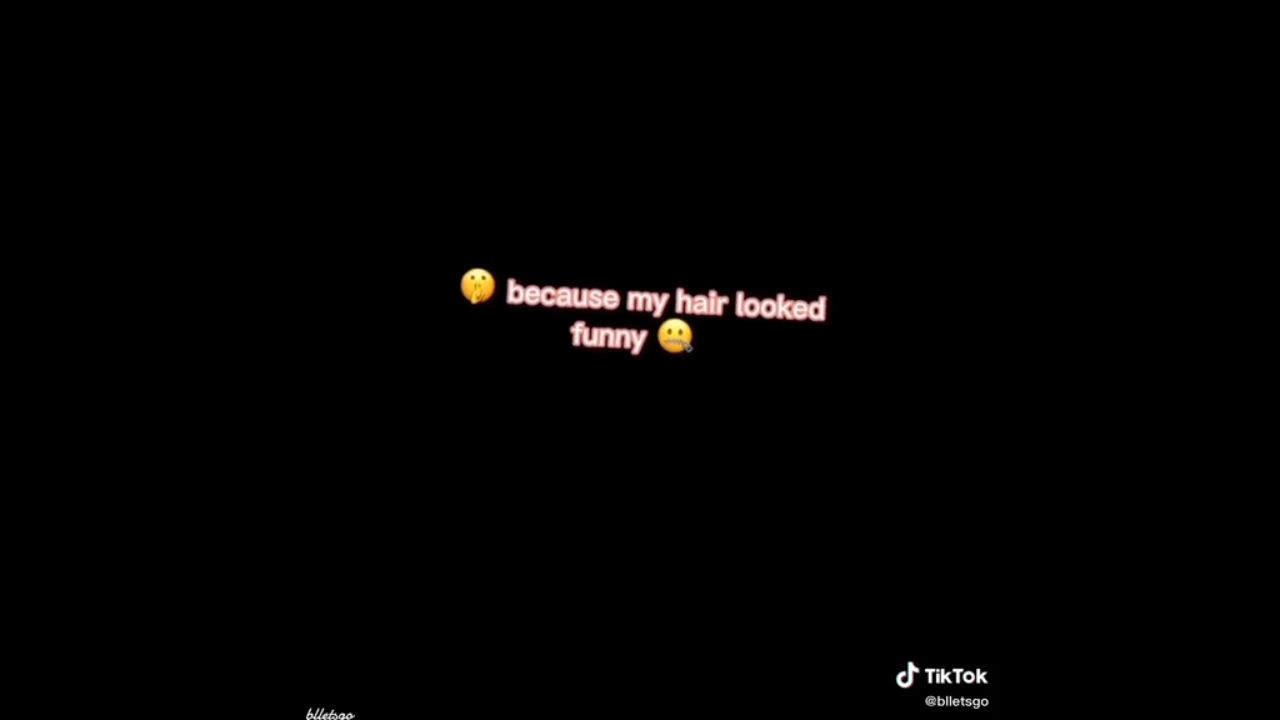 🤫 because my hair looked
funny 🤐
TikTok
@blletsgo
blletsgo